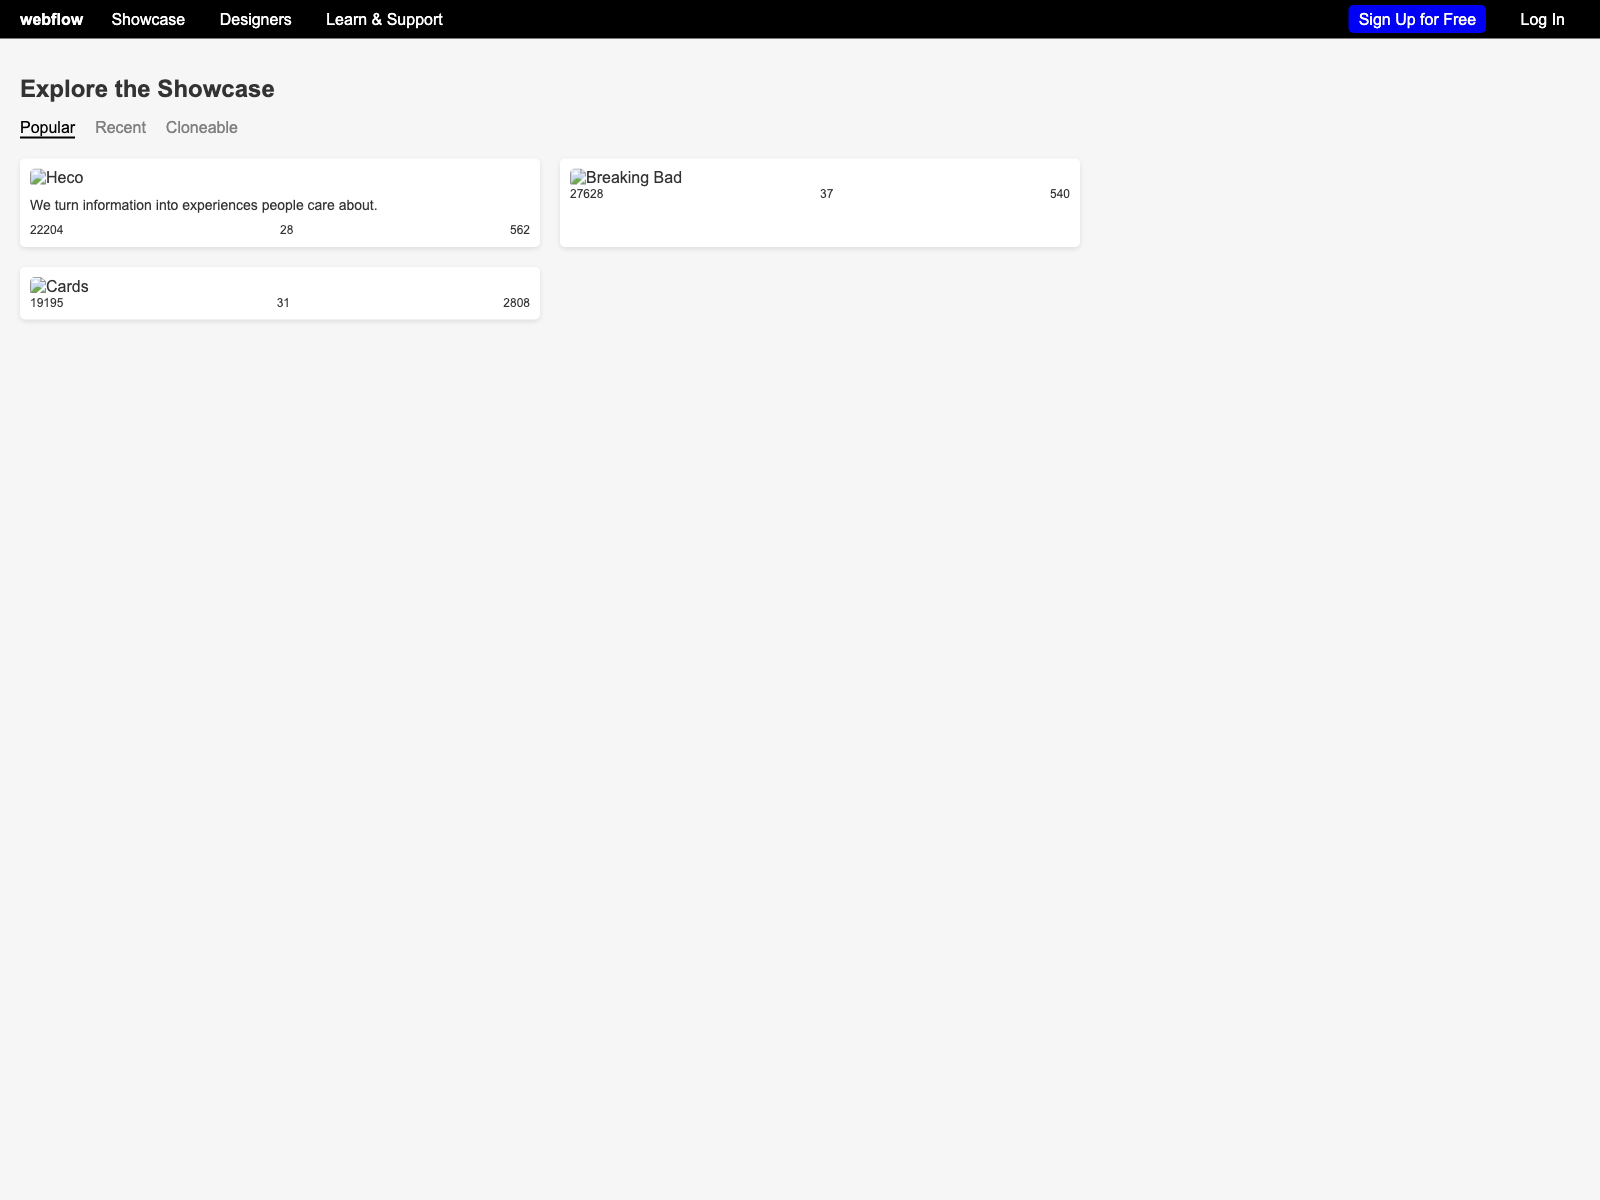 webflow Showcase Designers Learn & Support Sign Up for Free Log In
Explore the Showcase
Popular Recent Cloneable
Heco
We turn information into experiences people care about.
22204 28 562
Breaking Bad
27628 37 540
Cards
19195 31 2808